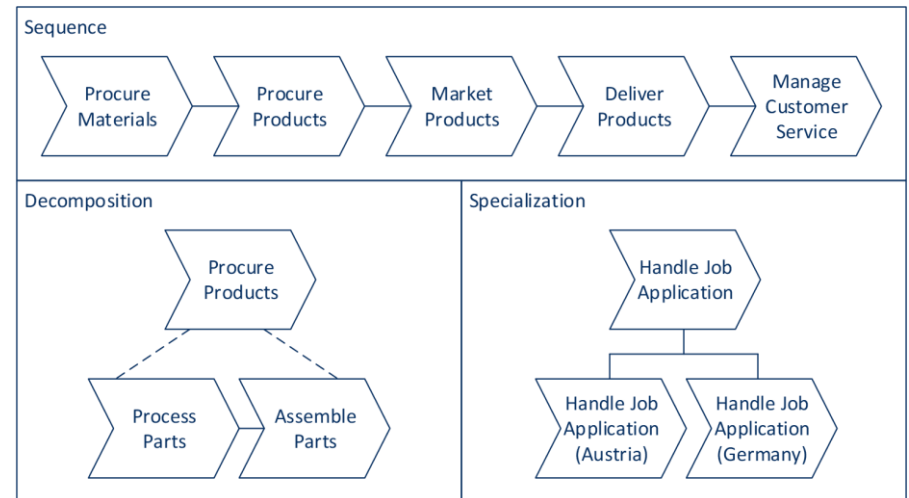 Sequence
Procure
Materials
Procure
Products
Market
Products
Deliver
Products
Manage
Customer
Service
Decomposition
Procure
Products
Process
Parts
Assemble
Parts
Specialization
Handle Job
Application
Handle Job
Application
(Austria)
Handle Job
Application
(Germany)